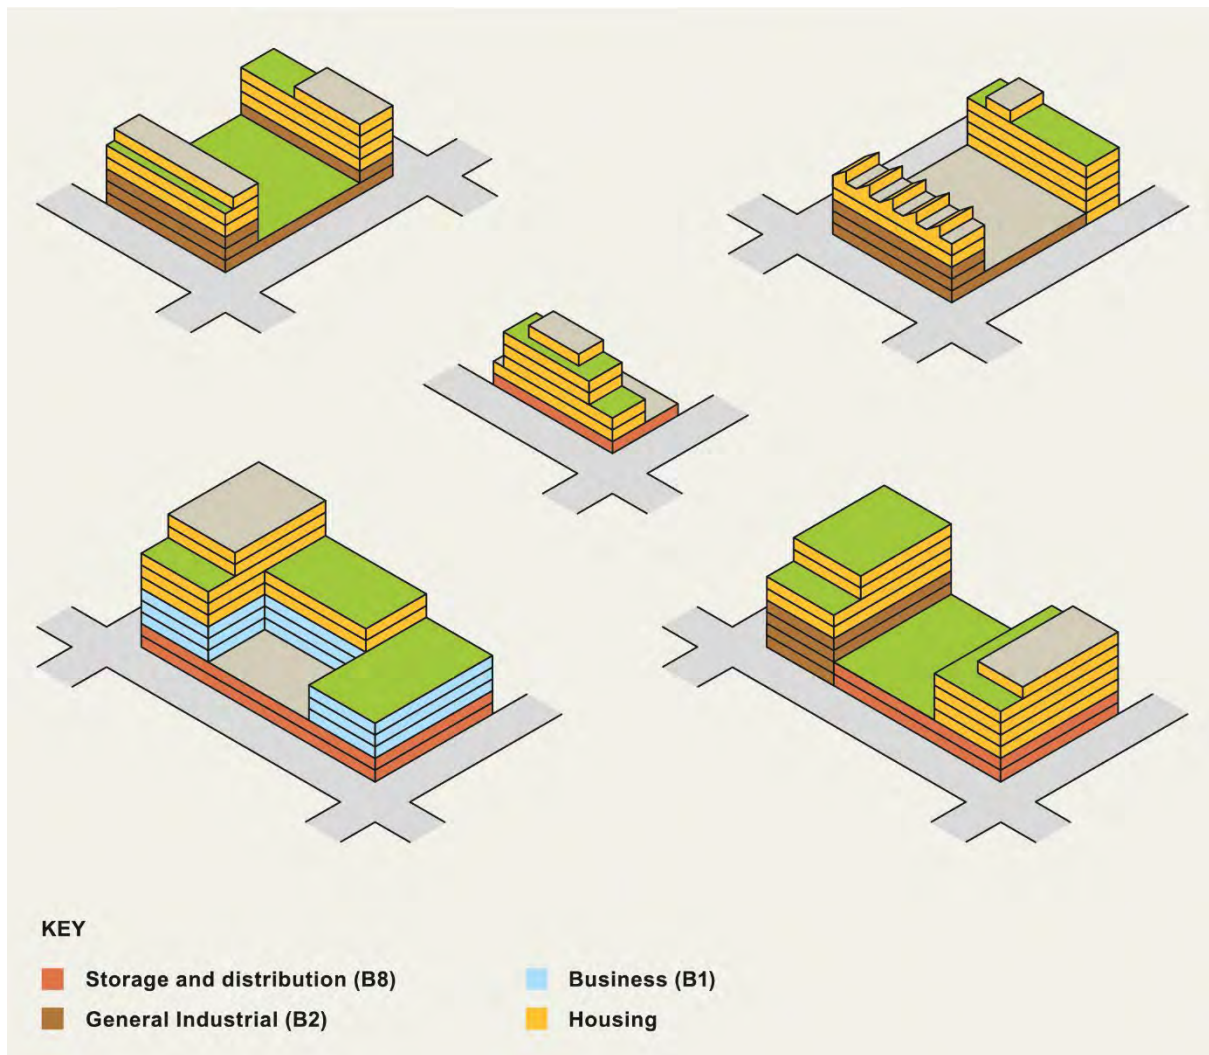 KEY
Storage and distribution (B8)
Business (B1)
General Industrial (B2)
Housing